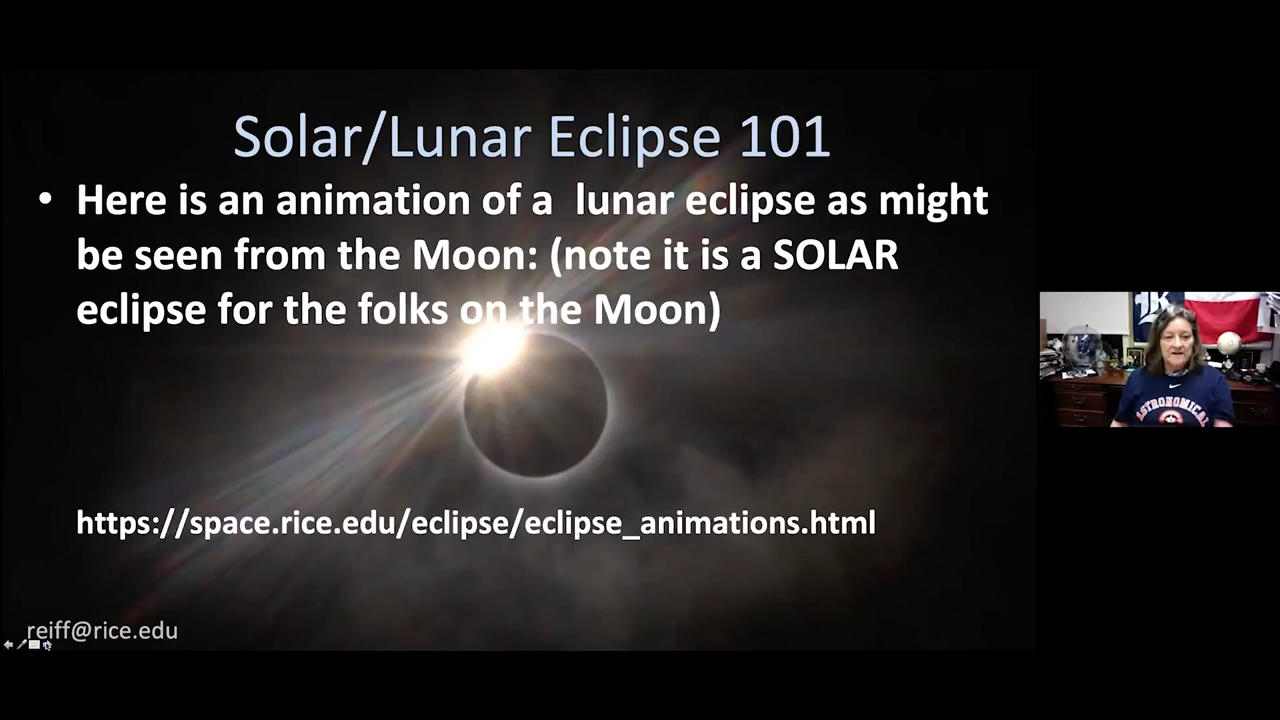 Solar/Lunar Eclipse 101
• Here is an animation of a lunar eclipse as might
be seen from the Moon: (note it is a SOLAR
eclipse for the folks on the Moon)
https://space.rice.edu/eclipse/eclipse_animations.html
reiff@rice.edu
ASTRONOMICAL